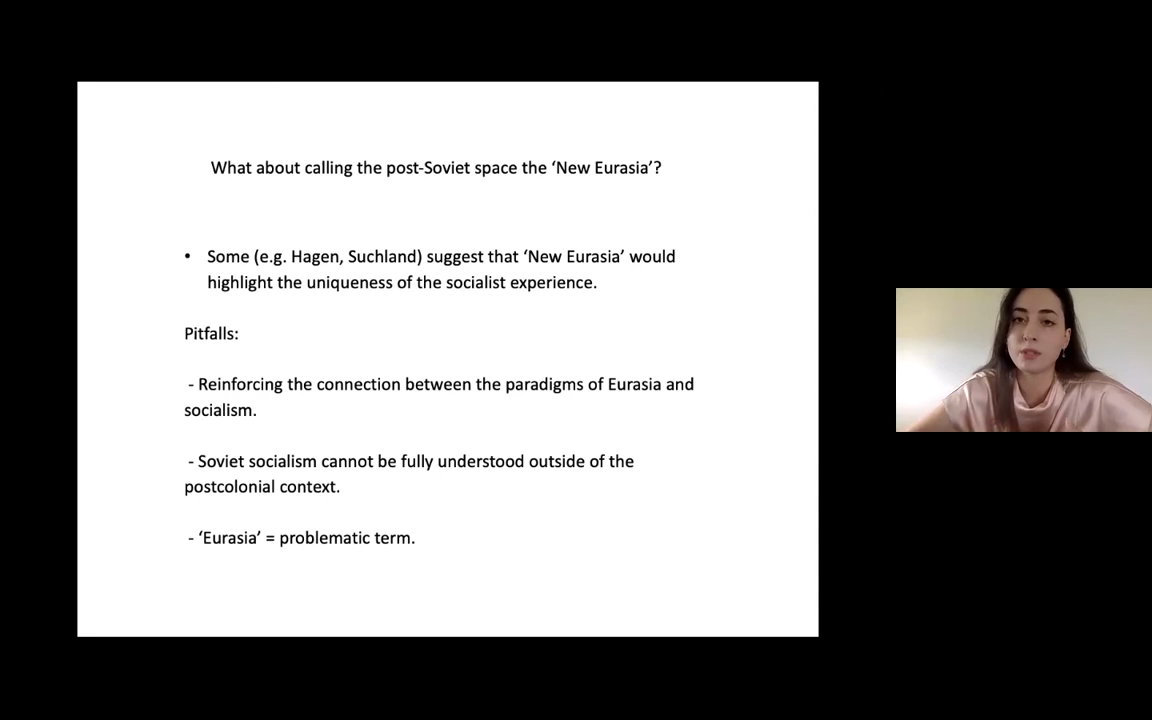 What about calling the post-Soviet space the ‘New Eurasia’?
• Some (e.g. Hagen, Suchland) suggest that ‘New Eurasia’ would
highlight the uniqueness of the socialist experience.
Pitfalls:
- Reinforcing the connection between the paradigms of Eurasia and
socialism.
- Soviet socialism cannot be fully understood outside of the
postcolonial context.
- ‘Eurasia’ = problematic term.